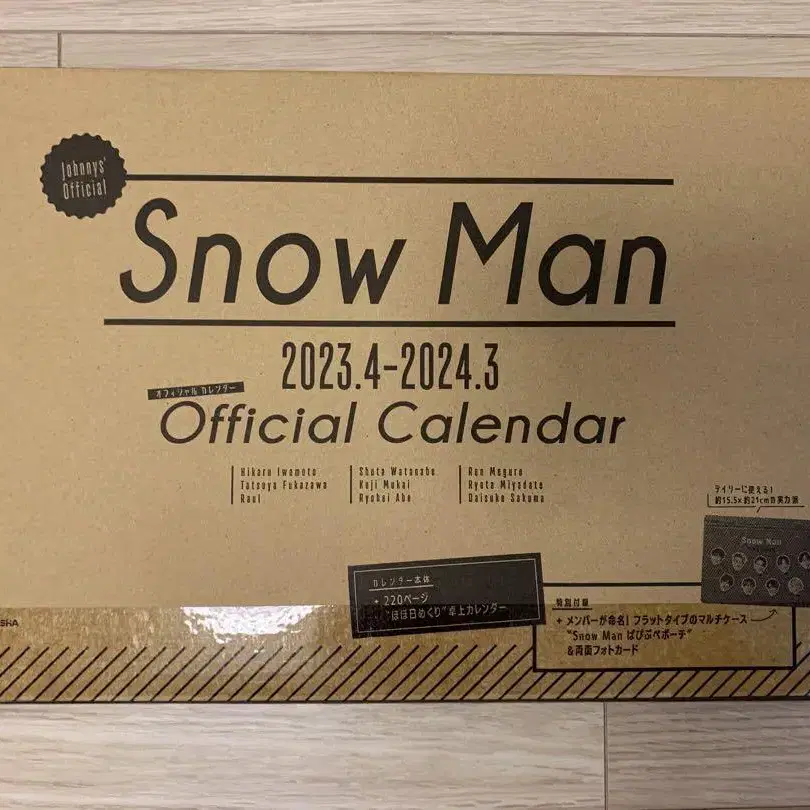 Johnnys'
Official
Snow Man
2023.4-2024.3
オフィシャル カレンダー
Official Calendar
Hikaru Iwamoto
Tatsuya Fukazawa
Raul
Shota Watanabe
Koji Mukai
Ryohei Abe
Ren Meguro
Ryota Miyadate
Daisuke Sakuma
デイリーに使える!
約15.5×約21cmの実力派
Snow Man
カレンダー本体
+ 220ページ
"ほぼ日めくり"卓上カレンダー
特別付録
+ メンバーが命名! フラットタイプのマルチケース
"Snow Man ぱぴぷぺポーチ"
&両面フォトカード
SHA